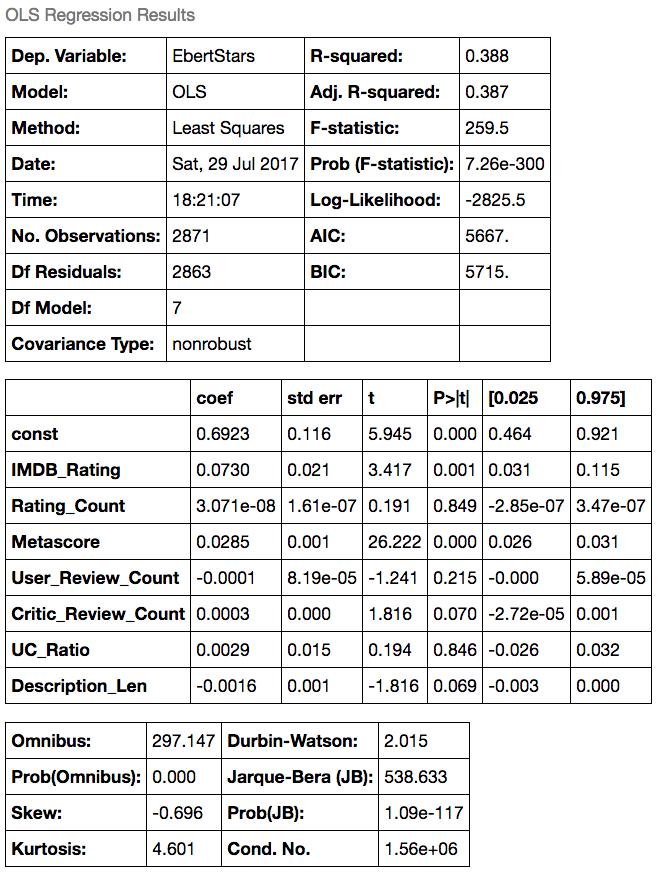 OLS Regression Results
Dep. Variable: EbertStars R-squared: 0.388
Model: OLS Adj. R-squared: 0.387
Method: Least Squares F-statistic: 259.5
Date: Sat, 29 Jul 2017 Prob (F-statistic): 7.26e-300
Time: 18:21:07 Log-Likelihood: -2825.5
No. Observations: 2871 AIC: 5667.
Df Residuals: 2863 BIC: 5715.
Df Model: 7
Covariance Type: nonrobust
coef std err t P>|t| [0.025 0.975]
const 0.6923 0.116 5.945 0.000 0.464 0.921
IMDB_Rating 0.0730 0.021 3.417 0.001 0.031 0.115
Rating_Count 3.071e-08 1.61e-07 0.191 0.849 -2.85e-07 3.47e-07
Metascore 0.0285 0.001 26.222 0.000 0.026 0.031
User_Review_Count -0.0001 8.19e-05 -1.241 0.215 -0.000 5.89e-05
Critic_Review_Count 0.0003 0.000 1.816 0.070 -2.72e-05 0.001
UC_Ratio 0.0029 0.015 0.194 0.846 -0.026 0.032
Description_Len -0.0016 0.001 -1.816 0.069 -0.003 0.000
Omnibus: 297.147 Durbin-Watson: 2.015
Prob(Omnibus): 0.000 Jarque-Bera (JB): 538.633
Skew: -0.696 Prob(JB): 1.09e-117
Kurtosis: 4.601 Cond. No. 1.56e+06